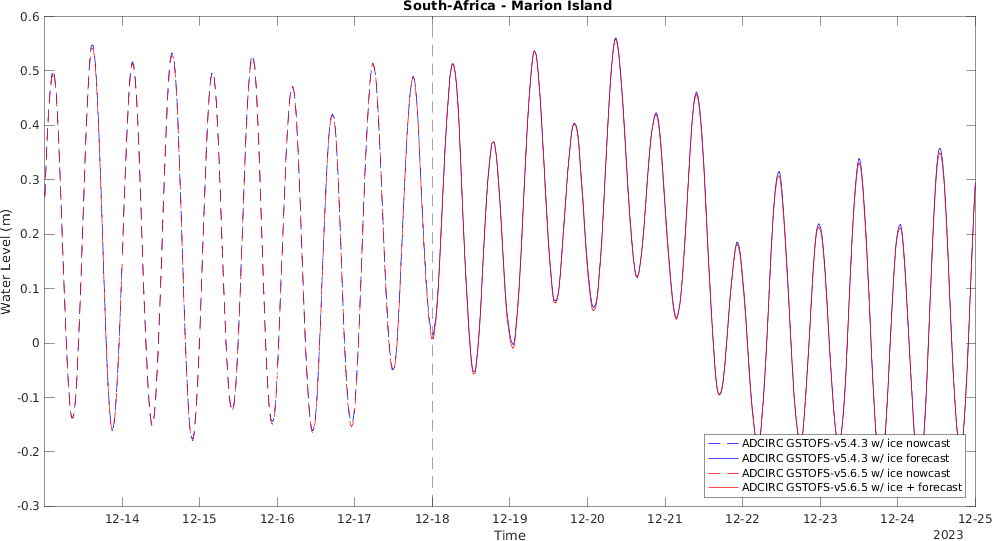 South-Africa - Marion Island
0.6
0.5
0.4
0.3
0.2
0.1
0
-0.1
-0.2
-0.3
Water Level (m)
ADCIRC GSTOFS-v5.4.3 w/ ice nowcast
ADCIRC GSTOFS-v5.4.3 w/ ice forecast
ADCIRC GSTOFS-v5.6.5 w/ ice nowcast
ADCIRC GSTOFS-v5.6.5 w/ ice + forecast
12-14 12-15 12-16 12-17 12-18 12-19 12-20 12-21 12-22 12-23 12-24 12-25
Time
2023